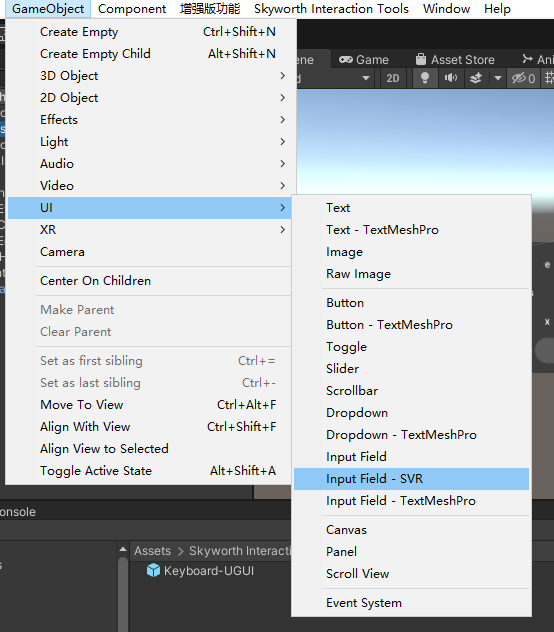 GameObject Component 增强版功能 Skyworth Interaction Tools Window Help
Create Empty Ctrl+Shift+N
Create Empty Child Alt+Shift+N
3D Object
2D Object
Effects
Light
Audio
Video
UI
XR
Camera
Center On Children
Make Parent
Clear Parent
Set as first sibling Ctrl+=
Set as last sibling Ctrl+-
Move To View Ctrl+Alt+F
Align With View Ctrl+Shift+F
Align View to Selected
Toggle Active State Alt+Shift+A
Game
Asset Store
2D
0
Text
Text - TextMeshPro
Image
Raw Image
Button
Button - TextMeshPro
Toggle
Slider
Scrollbar
Dropdown
Dropdown - TextMeshPro
Input Field
Input Field - SVR
Input Field - TextMeshPro
Canvas
Panel
Scroll View
Event System
onsole
Assets > Skyworth Interacti
Keyboard-UGUI